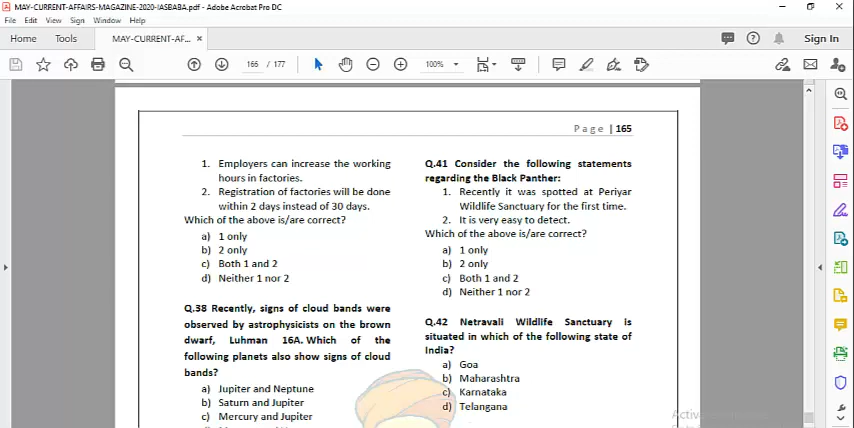 MAY-CURRENT-AFFAIRS-MAGAZINE-2020-IASBABA.pdf - Adobe Acrobat Pro DC
File Edit View Sign Window Help
Home Tools MAY-CURRENT-AF... × Sign In
166 / 177 100%
Page | 165
1. Employers can increase the working
hours in factories.
2. Registration of factories will be done
within 2 days instead of 30 days.
Which of the above is/are correct?
a) 1 only
b) 2 only
c) Both 1 and 2
d) Neither 1 nor 2
Q.38 Recently, signs of cloud bands were
observed by astrophysicists on the brown
dwarf, Luhman 16A. Which of the
following planets also show signs of cloud
bands?
a) Jupiter and Neptune
b) Saturn and Jupiter
c) Mercury and Jupiter
Q.41 Consider the following statements
regarding the Black Panther:
1. Recently it was spotted at Periyar
Wildlife Sanctuary for the first time.
2. It is very easy to detect.
Which of the above is/are correct?
a) 1 only
b) 2 only
c) Both 1 and 2
d) Neither 1 nor 2
Q.42 Netravali Wildlife Sanctuary is
situated in which of the following state of
India?
a) Goa
b) Maharashtra
c) Karnataka
d) Telangana